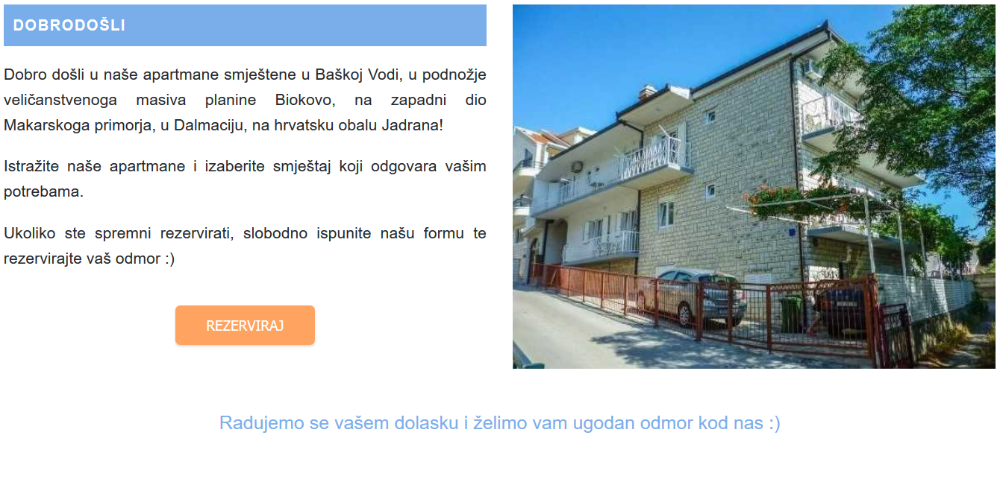 DOBRODOŠLI
Dobro došli u naše apartmane smještene u Baškoj Vodi, u podnožje
veličanstvenoga masiva planine Biokovo, na zapadni dio
Makarskoga primorja, u Dalmaciju, na hrvatsku obalu Jadrana!
Istražite naše apartmane i izaberite smještaj koji odgovara vašim
potrebama.
Ukoliko ste spremni rezervirati, slobodno ispunite našu formu te
rezervirajte vaš odmor :)
REZERVIRAJ
Radujemo se vašem dolasku i želimo vam ugodan odmor kod nas :)